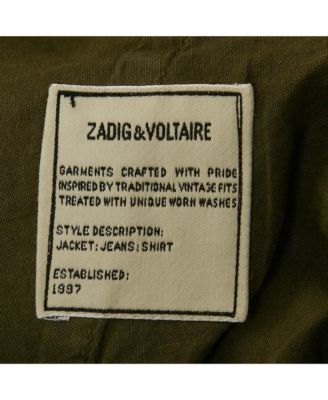 ZADIG&VOLTAIRE
GARMENTS CRAFTED WITH PRIDE
INSPIRED BY TRADITIONAL VINTAGE FITS
TREATED WITH UNIQUE WORN WASHES
STYLE DESCRIPTION:
JACKET; JEANS; SHIRT
ESTABLISHED:
1997